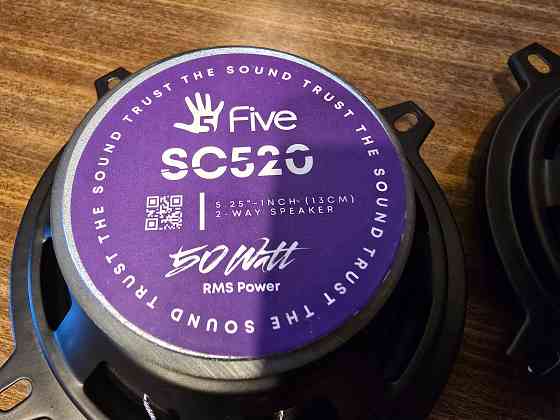 TRUST THE SOUND TRUST THE SOUND TRUST THE SOUND TRUST THE SOUND
5 Five
SC520
5.25"-INCH (13CM)
2-WAY SPEAKER
50 Watt
RMS Power